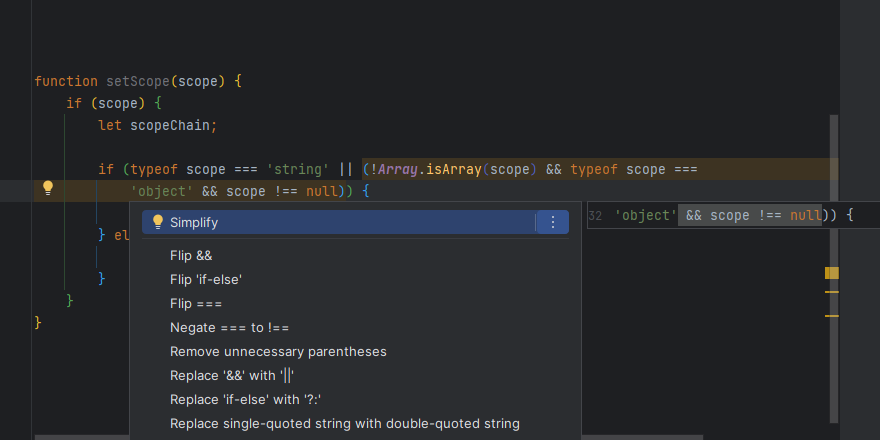 function setScope(scope) {
if (scope) {
let scopeChain;
if (typeof scope === 'string' || (!Array.isArray(scope) && typeof scope ===
'object' && scope !== null)) {
32 'object' && scope !== null)) {
Simplify
} el
Flip &&
}
Flip 'if-else'
}
Flip ===
}
Negate === to !==
Remove unnecessary parentheses
Replace '&&' with '||'
Replace 'if-else' with '?:'
Replace single-quoted string with double-quoted string